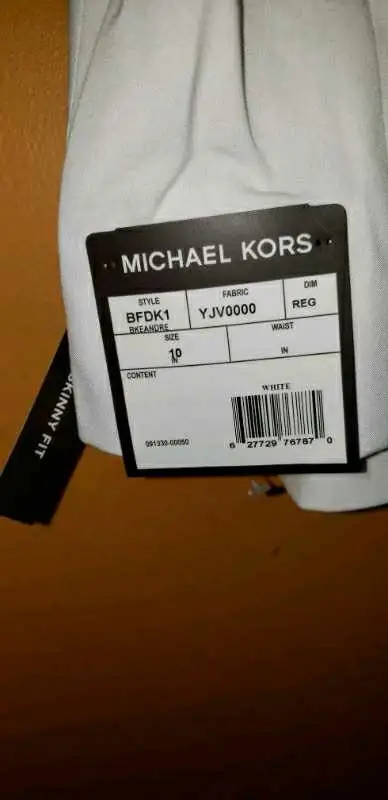 MICHAEL KORS
STYLE
BFDK1
BKEANDRE
FABRIC
YJV0000
DIM
REG
SIZE
10
IN
WAIST
IN
CONTENT
WHITE
091330-00050
6 27729 76787 0
SKINNY FIT